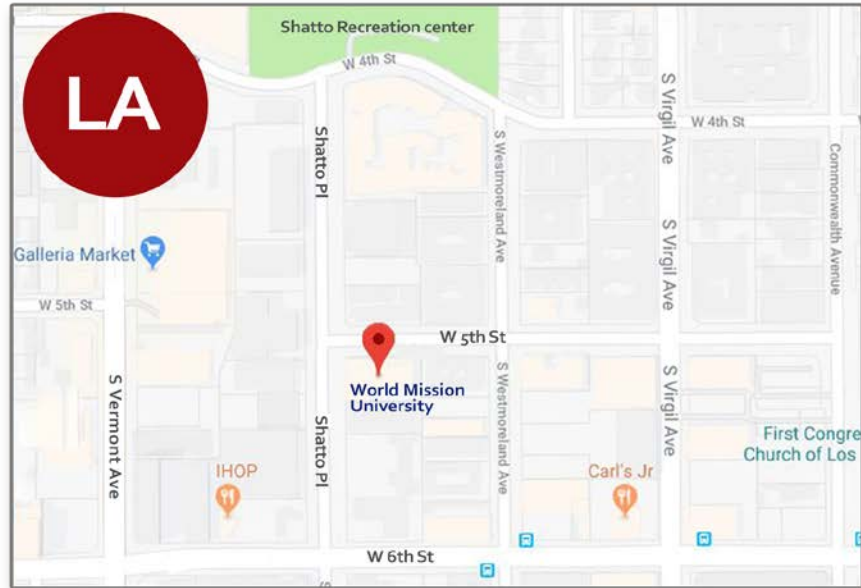 LA
Shatto Recreation center
W 4th St
W 4th St
Shatto Pl
S Westmoreland Ave
S Virgil Ave
Commonwealth Avenue
S Virgil Ave
Galleria Market
W 5th St
W 5th St
World Mission
University
S Vermont Ave
Shatto Pl
S Westmoreland Ave
S Virgil Ave
First Congre
Church of Los
IHOP
Carl's Jr
W 6th St